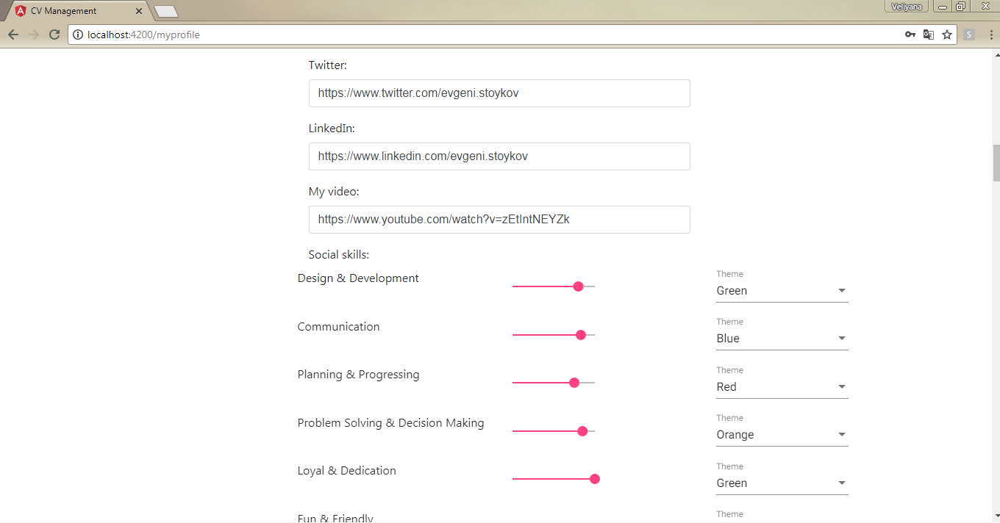 CV Management
Veliyana
localhost:4200/myprofile
S
Twitter:
https://www.twitter.com/evgeni.stoykov
LinkedIn:
https://www.linkedin.com/evgeni.stoykov
My video:
https://www.youtube.com/watch?v=zEtIntNEYZk
Social skills:
Design & Development
Theme
Green
Communication
Theme
Blue
Planning & Progressing
Theme
Red
Problem Solving & Decision Making
Theme
Orange
Loyal & Dedication
Theme
Green
Fun & Friendly
Theme